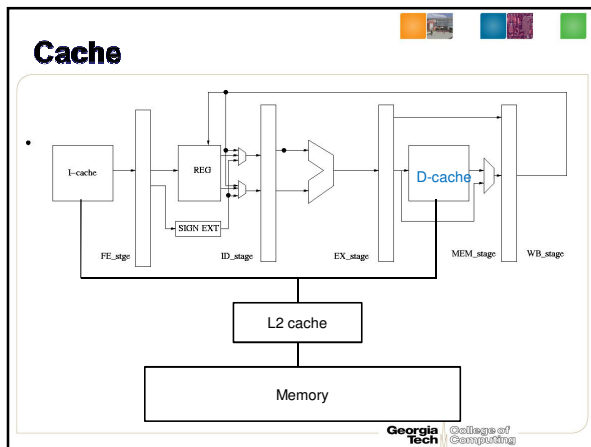 Cache
I-cache
REG
D-cache
SIGN EXT
FE_stge
ID_stage
EX_stage
MEM_stage
WB_stage
L2 cache
Memory
Georgia Tech
College of Computing